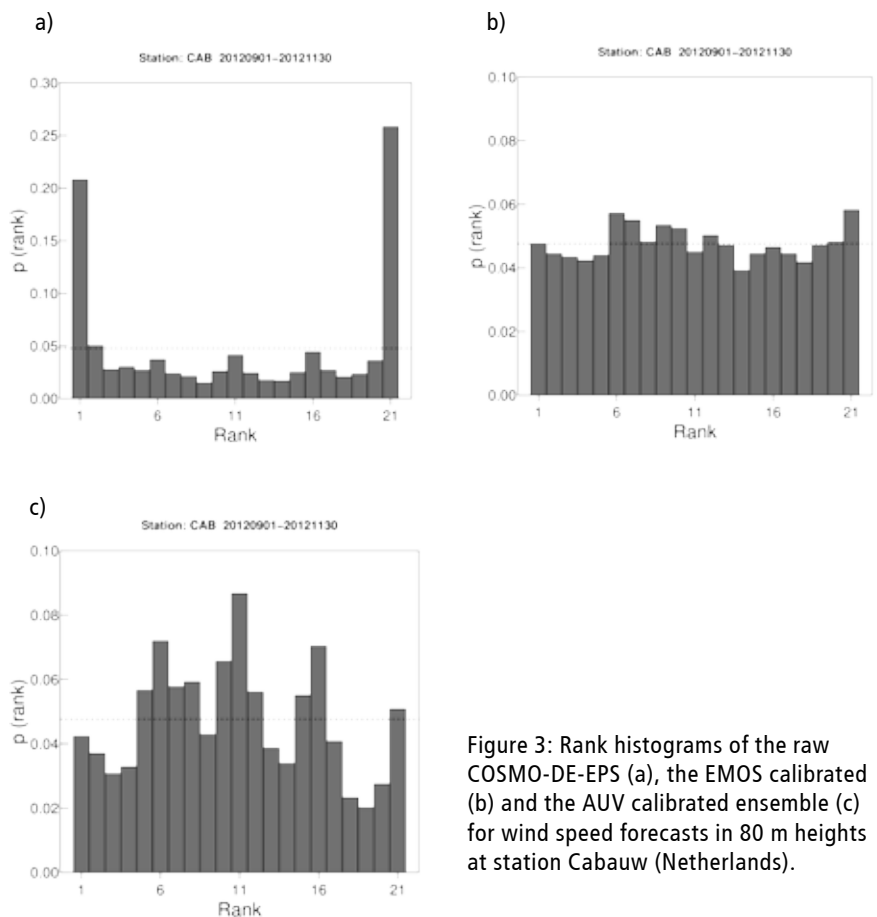 a)
Station: CAB 20120901-20121130
0.30
0.25
0.20
0.15
0.10
0.05
0.00
p (rank)
1 6 11 16 21
Rank
b)
Station: CAB 20120901-20121130
0.10
0.08
0.06
0.04
0.02
0.00
p (rank)
1 6 11 16 21
Rank
c)
Station: CAB 20120901-20121130
0.10
0.08
0.06
0.04
0.02
0.00
p (rank)
1 6 11 16 21
Rank
Figure 3: Rank histograms of the raw
COSMO-DE-EPS (a), the EMOS calibrated
(b) and the AUV calibrated ensemble (c)
for wind speed forecasts in 80 m heights
at station Cabauw (Netherlands).